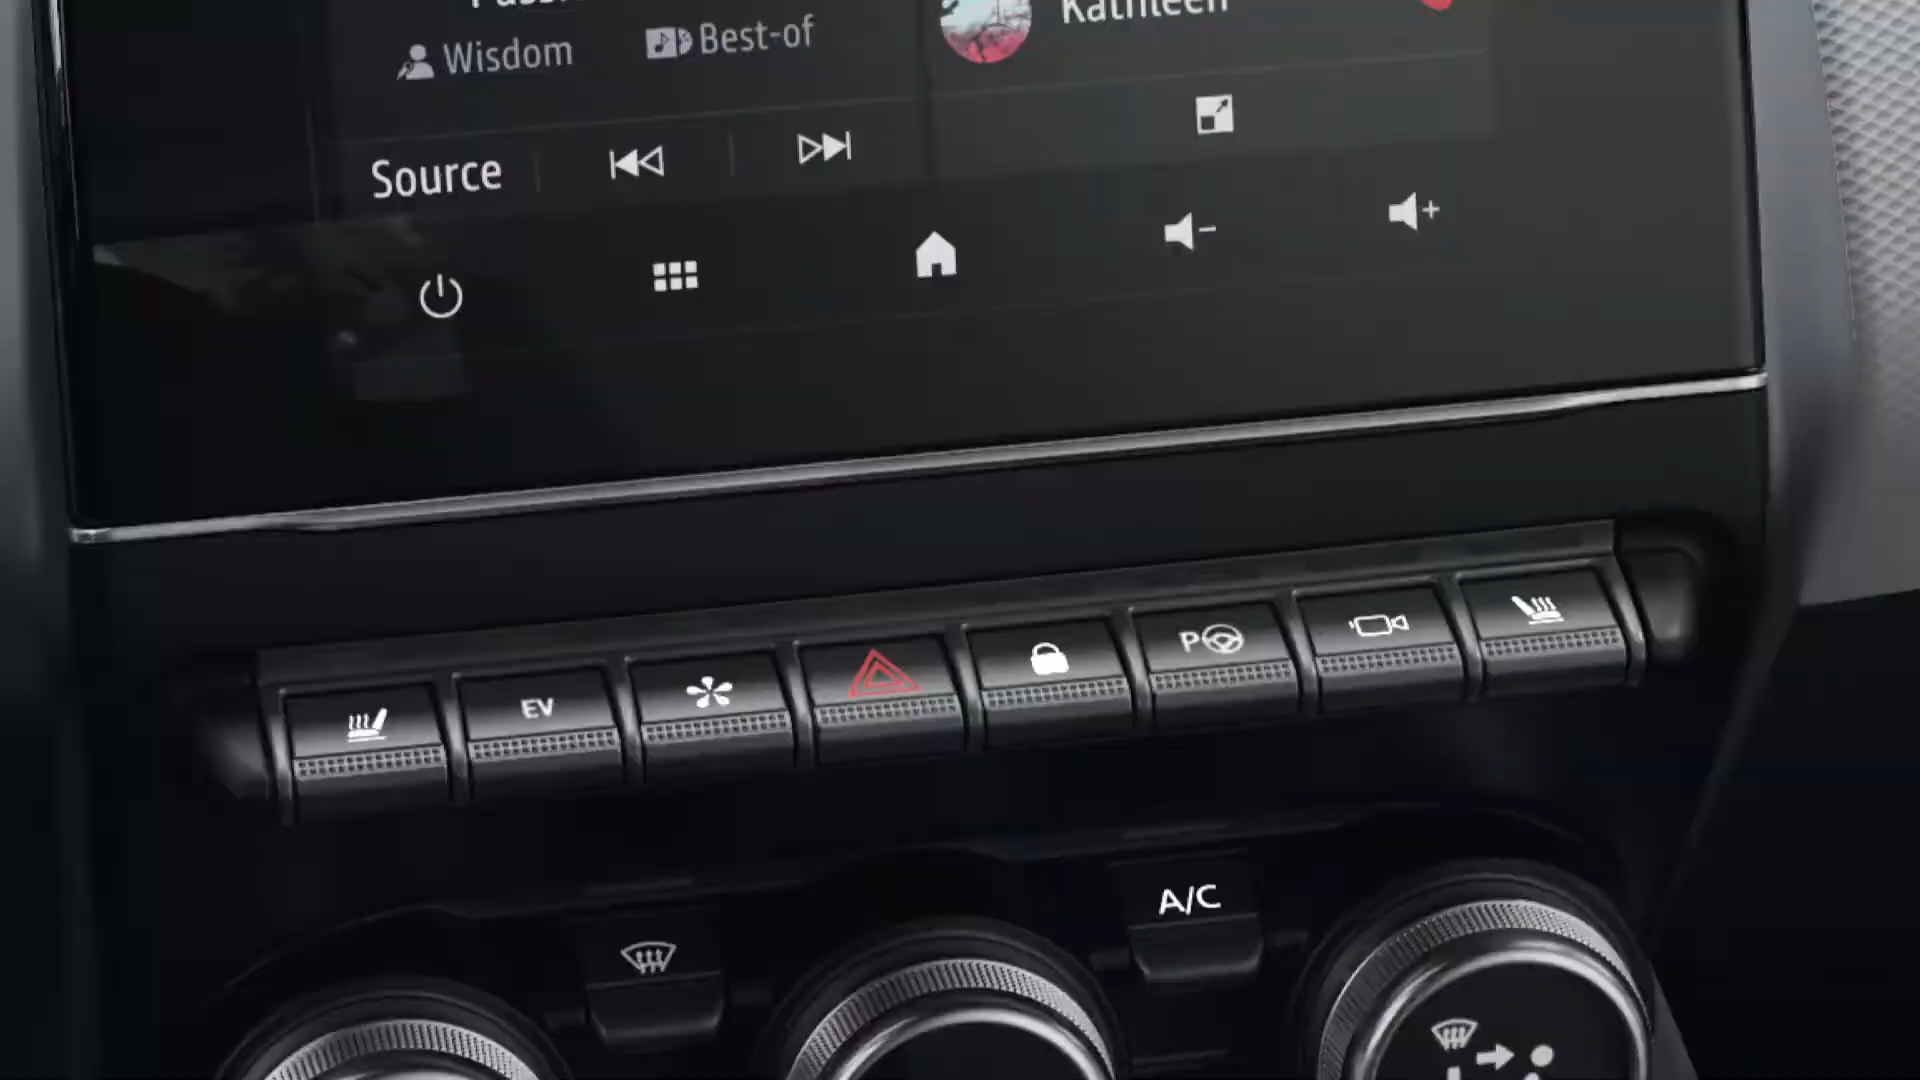 Wisdom
Best-of
Kathleen
Source
EV
P
A/C